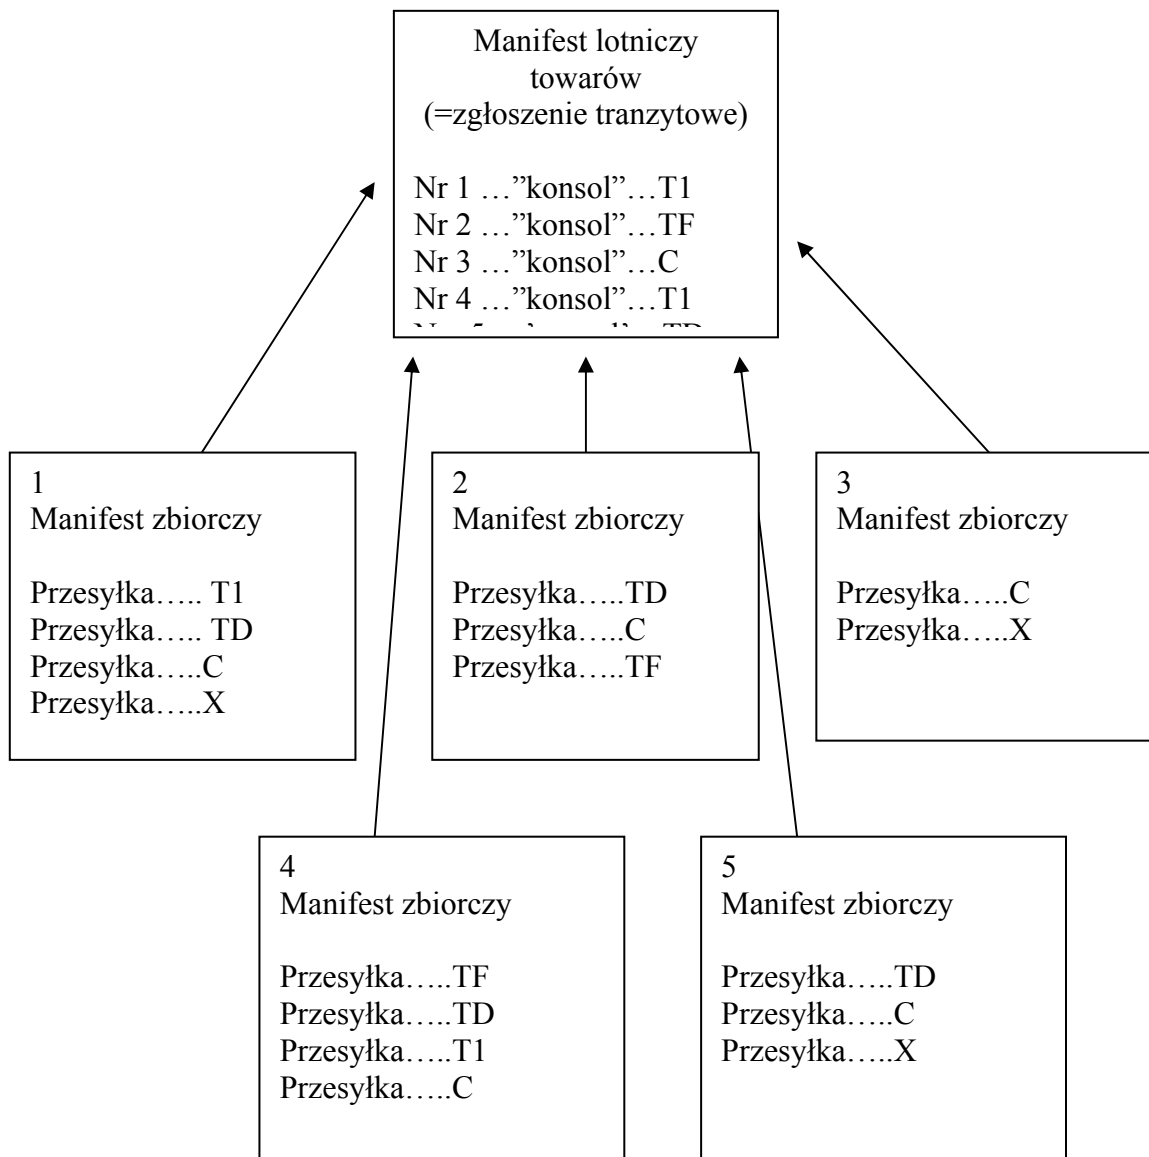 Manifest lotniczy
towarów
(=zgłoszenie tranzytowe)
Nr 1 …”konsol”…T1
Nr 2 …”konsol”…TF
Nr 3 …”konsol”…C
Nr 4 …”konsol”…T1
1
Manifest zbiorczy
Przesyłka….. T1
Przesyłka….. TD
Przesyłka…..C
Przesyłka…..X
2
Manifest zbiorczy
Przesyłka…..TD
Przesyłka…..C
Przesyłka…..TF
3
Manifest zbiorczy
Przesyłka…..C
Przesyłka…..X
4
Manifest zbiorczy
Przesyłka…..TF
Przesyłka…..TD
Przesyłka…..T1
Przesyłka…..C
5
Manifest zbiorczy
Przesyłka…..TD
Przesyłka…..C
Przesyłka…..X